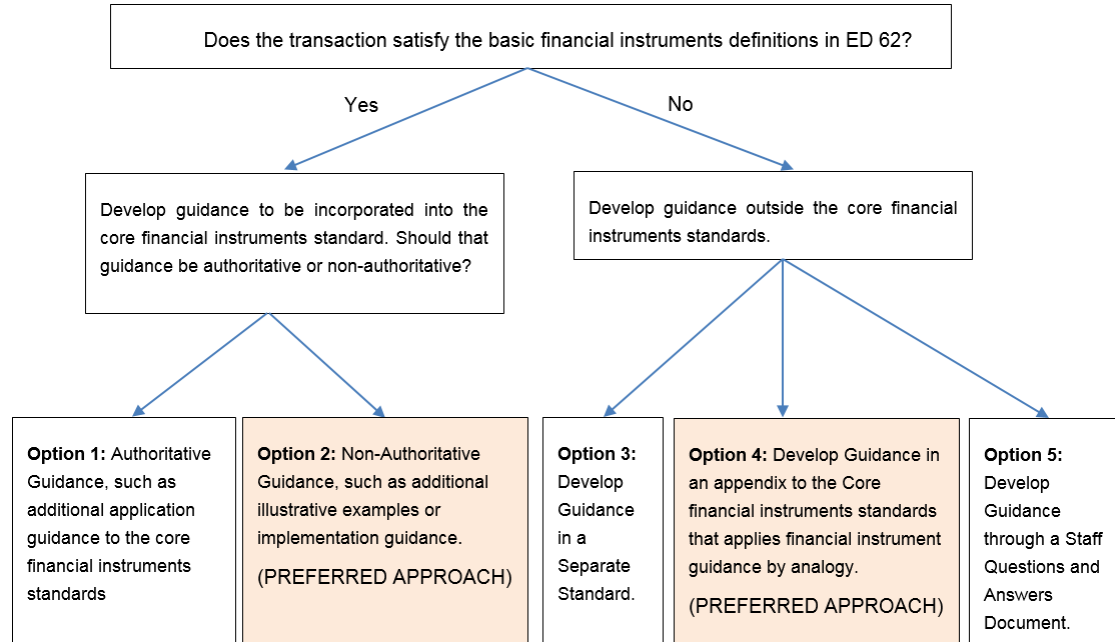 Does the transaction satisfy the basic financial instruments definitions in ED 62?
Yes
No
Develop guidance to be incorporated into the
core financial instruments standard. Should that
guidance be authoritative or non-authoritative?
Develop guidance outside the core financial
instruments standards.
Option 1: Authoritative
Guidance, such as
additional application
guidance to the core
financial instruments
standards
Option 2: Non-Authoritative
Guidance, such as additional
illustrative examples or
implementation guidance.
(PREFERRED APPROACH)
Option 3:
Develop
Guidance
in a
Separate
Standard.
Option 4: Develop Guidance in
an appendix to the Core
financial instruments standards
that applies financial instrument
guidance by analogy.
(PREFERRED APPROACH)
Option 5:
Develop
Guidance
through a Staff
Questions and
Answers
Document.